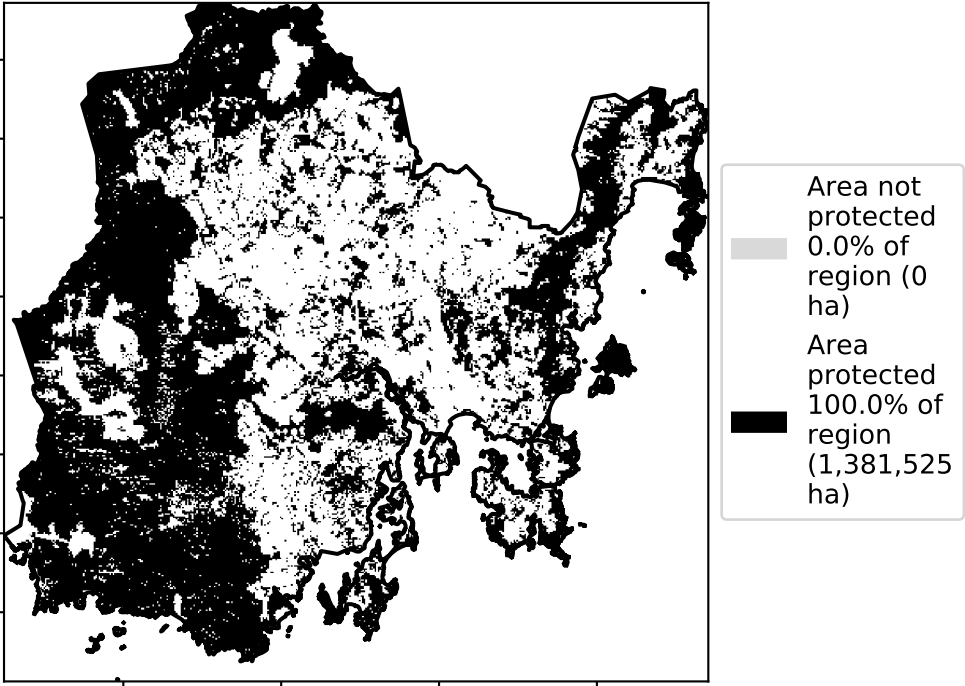 Area not
protected
0.0% of
region (0
ha)
Area
protected
100.0% of
region
(1,381,525
ha)